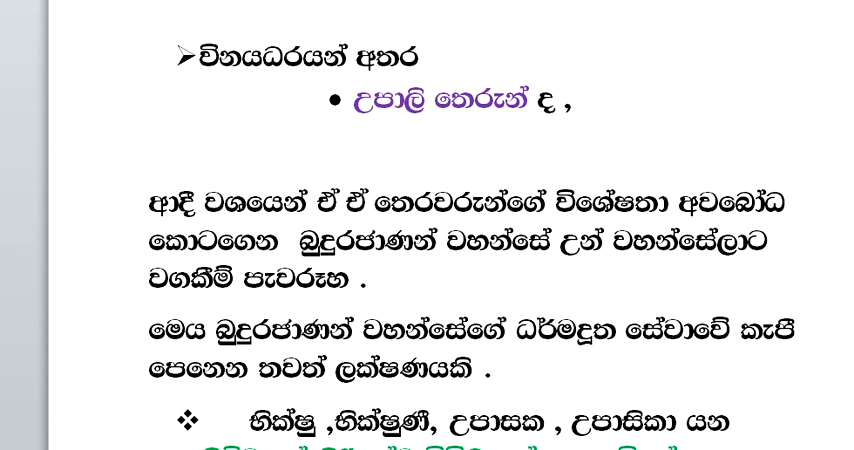 ➢විනයධරයන් අතර
• උපාලි තෙරුන් ද ,
ආදී වශයෙන් ඒ ඒ තෙරවරුන්ගේ විශේෂතා අවබෝධ
කොටගෙන බුදුරජාණන් වහන්සේ උන් වහන්සේලාට
වගකීම් පැවරූහ .
මෙය බුදුරජාණන් වහන්සේගේ ධර්මදූත සේවාවේ කැපී
පෙනෙන තවත් ලක්ෂණයකි .
❖ භික්ෂු ,භික්ෂුණී, උපාසක , උපාසිකා යන